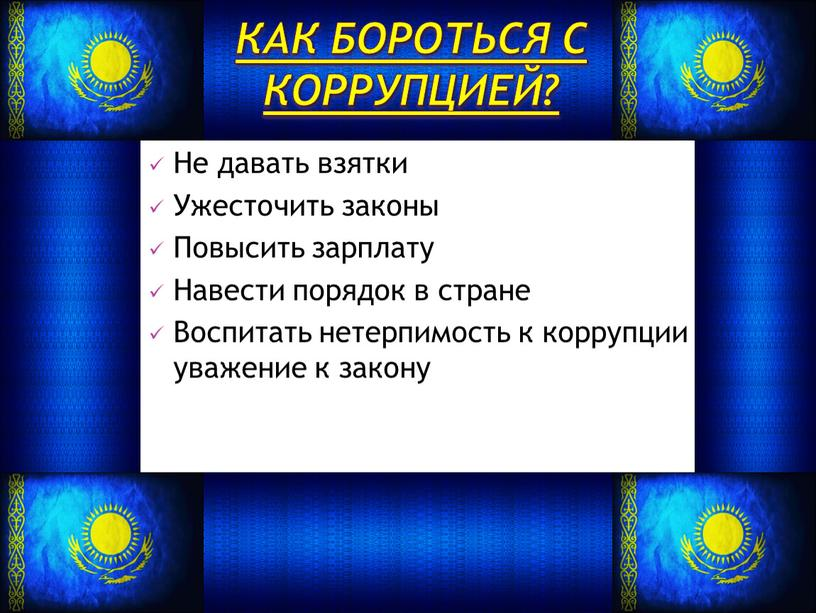 КАК БОРОТЬСЯ С
КОРРУПЦИЕЙ?
✓ Не давать взятки
✓ Ужесточить законы
✓ Повысить зарплату
✓ Навести порядок в стране
✓ Воспитать нетерпимость к коррупции
уважение к закону